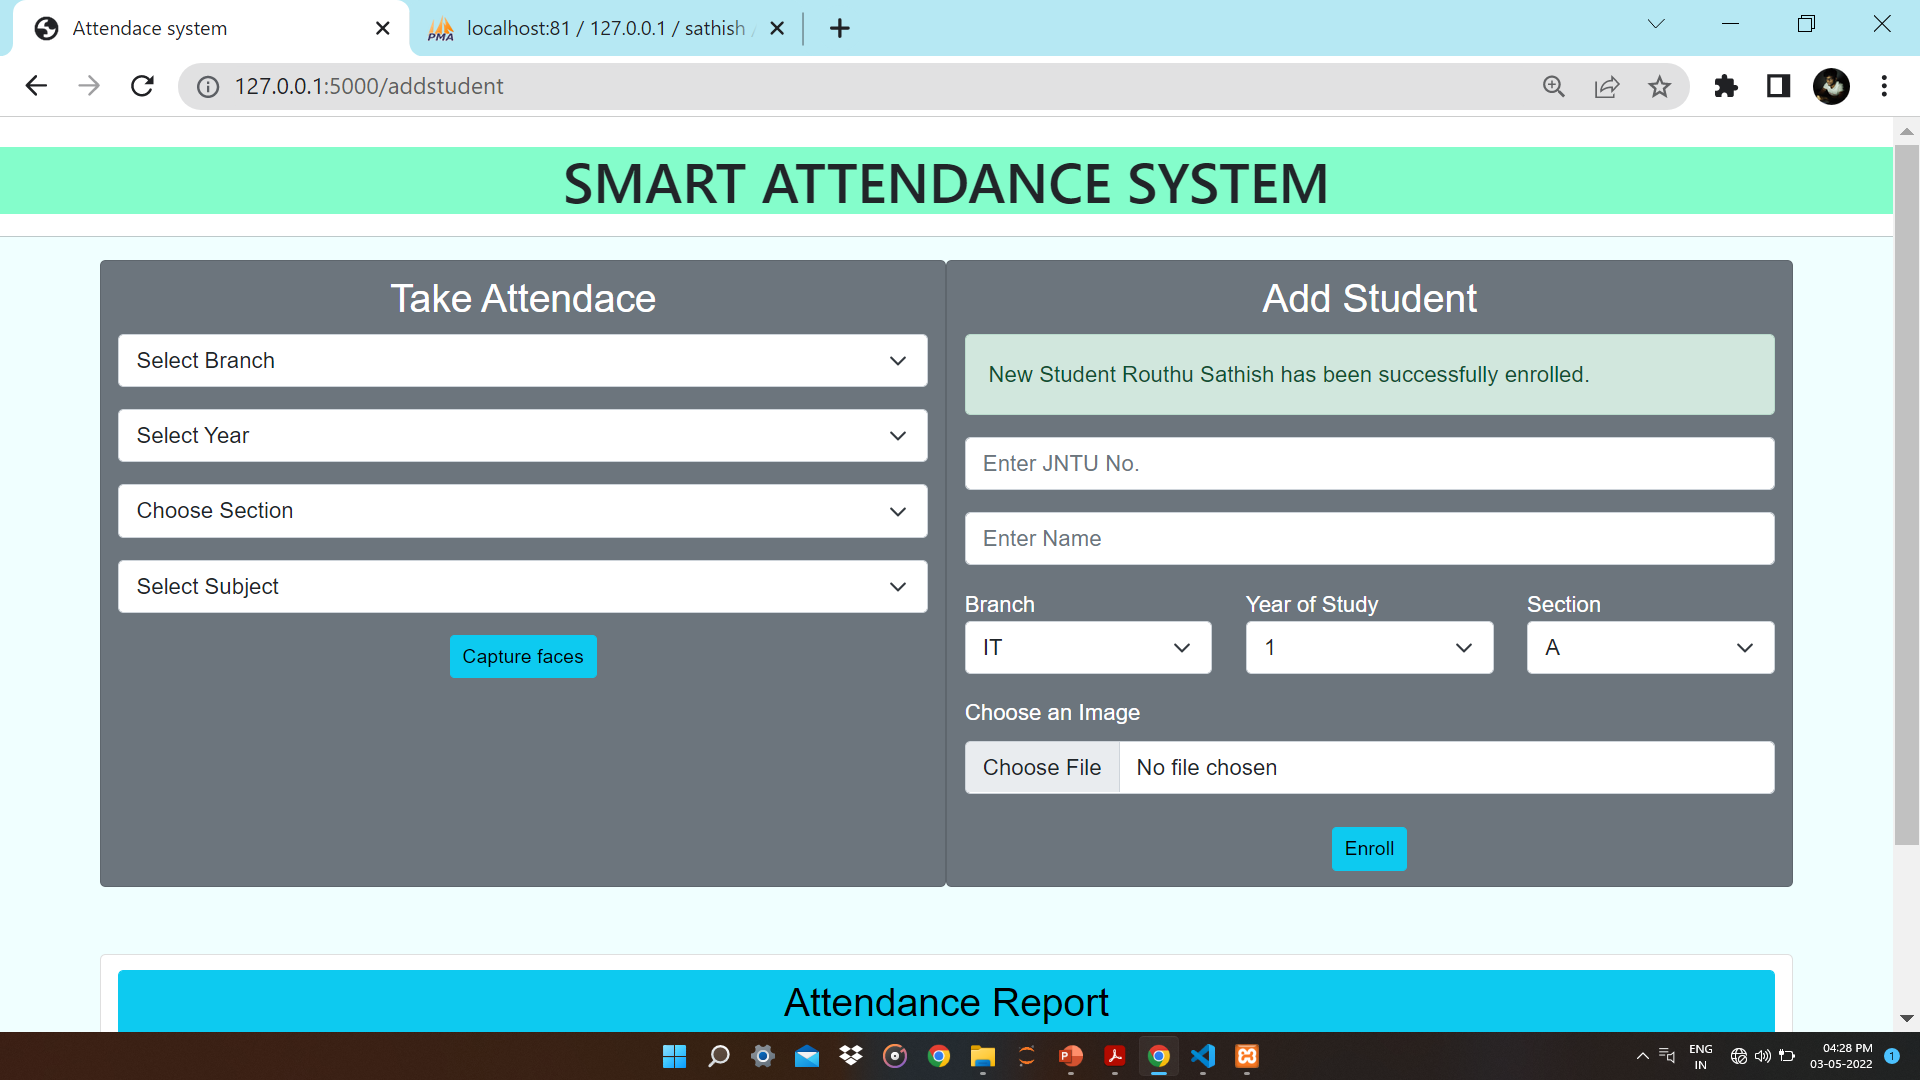 Attendace system
localhost:81 / 127.0.0.1 / sathish
127.0.0.1:5000/addstudent
SMART ATTENDANCE SYSTEM
Take Attendace
Select Branch
Select Year
Choose Section
Select Subject
Capture faces
Add Student
New Student Routhu Sathish has been successfully enrolled.
Enter JNTU No.
Enter Name
Branch Year of Study Section
IT 1 A
Choose an Image
Choose File No file chosen
Enroll
Attendance Report
ENG
IN
04:28 PM
03-05-2022
1
PMA